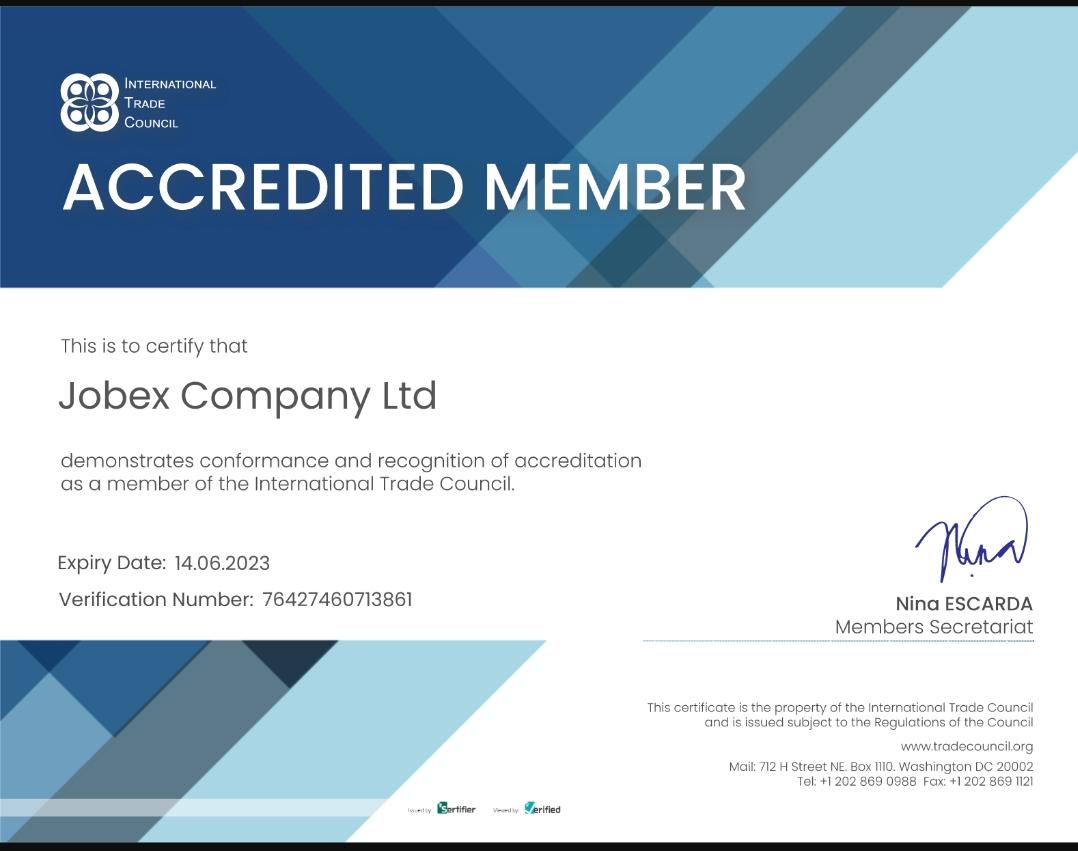 INTERNATIONAL
TRADE
COUNCIL
ACCREDITED MEMBER
This is to certify that
Jobex Company Ltd
demonstrates conformance and recognition of accreditation
as a member of the International Trade Council.
Expiry Date: 14.06.2023
Verification Number: 76427460713861
Nina
Nina ESCARDA
Members Secretariat
This certificate is the property of the International Trade Council
and is issued subject to the Regulations of the Council
www.tradecouncil.org
Mail: 712 H Street NE. Box 1110. Washington DC 20002
Tel: +1 202 869 0988 Fax: +1 202 869 1121
Issued by: Sertifier Viewed by: Verified